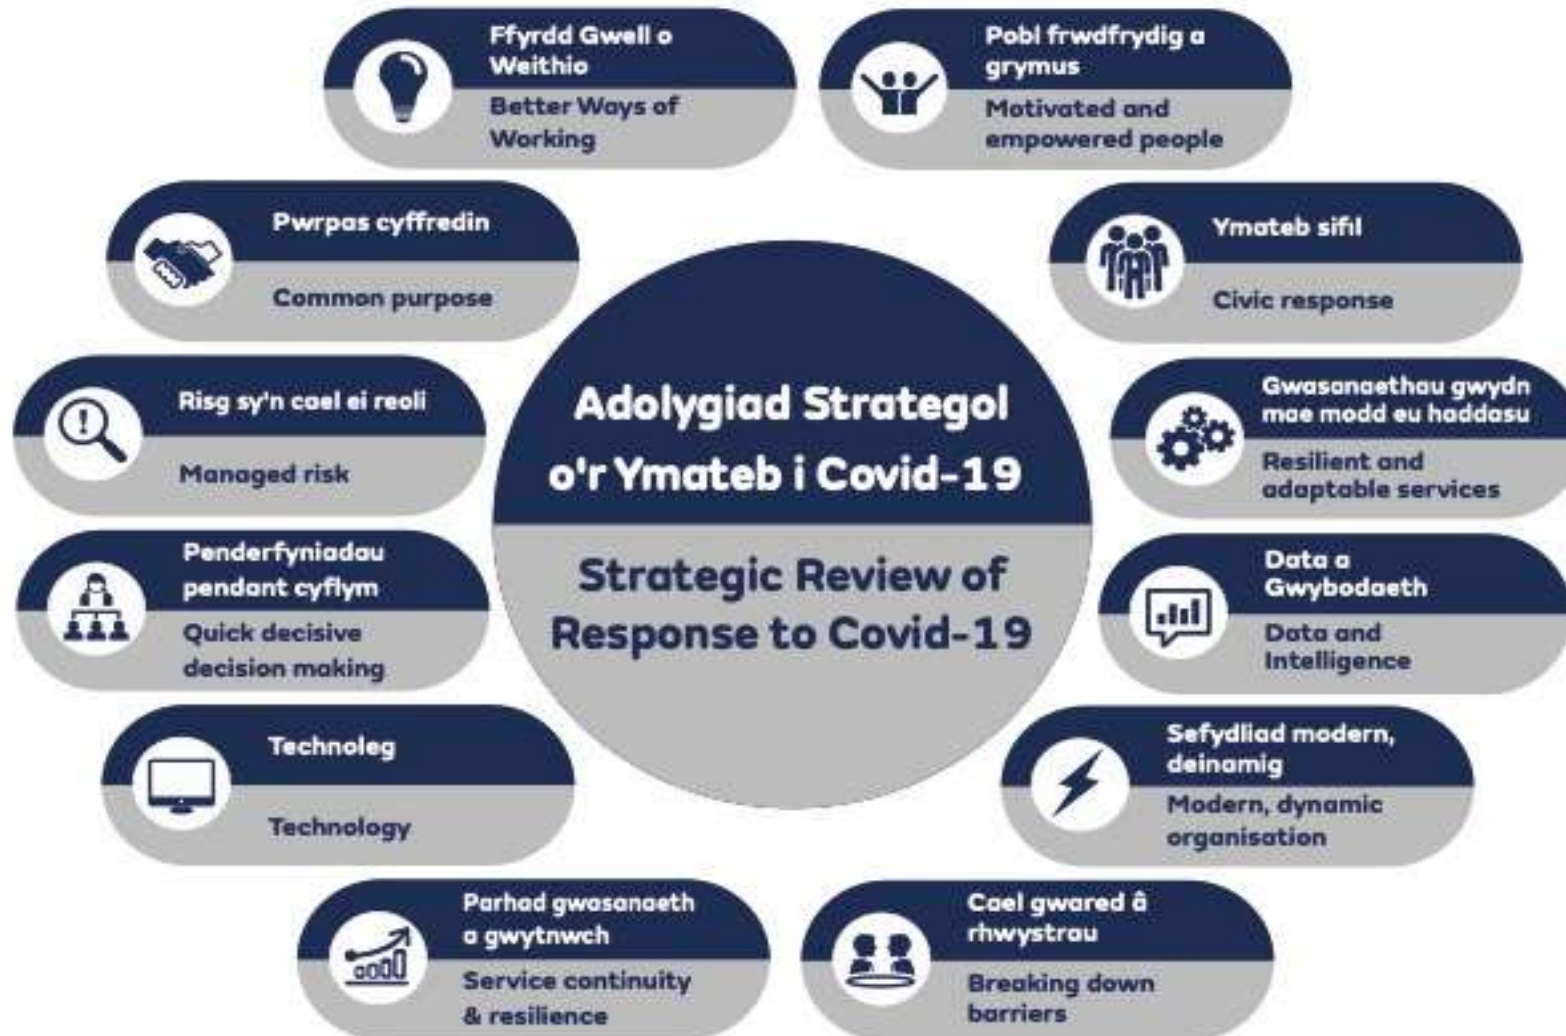 Ffyrdd Gwell o
Weithio
Better Ways of
Working
Pobl frwdfrydig a
grymus
Motivated and
empowered people
Pwrpas cyffredin
Common purpose
Ymateb sifil
Civic response
Risg sy'n cael ei reoli
Managed risk
Gwasanaethau gwydn
mae modd eu haddasu
Resilient and
adaptable services
Adolygiad Strategol
o'r Ymateb i Covid-19
Strategic Review of
Response to Covid-19
Penderfyniadau
pendant cyflym
Quick decisive
decision making
Data a
Gwybodaeth
Data and
Intelligence
Technoleg
Technology
Sefydliad modern,
deinamig
Modern, dynamic
organisation
Parhad gwasanaeth
a gwytnwch
Service continuity
& resilience
Cael gwared â
rhwystrau
Breaking down
barriers